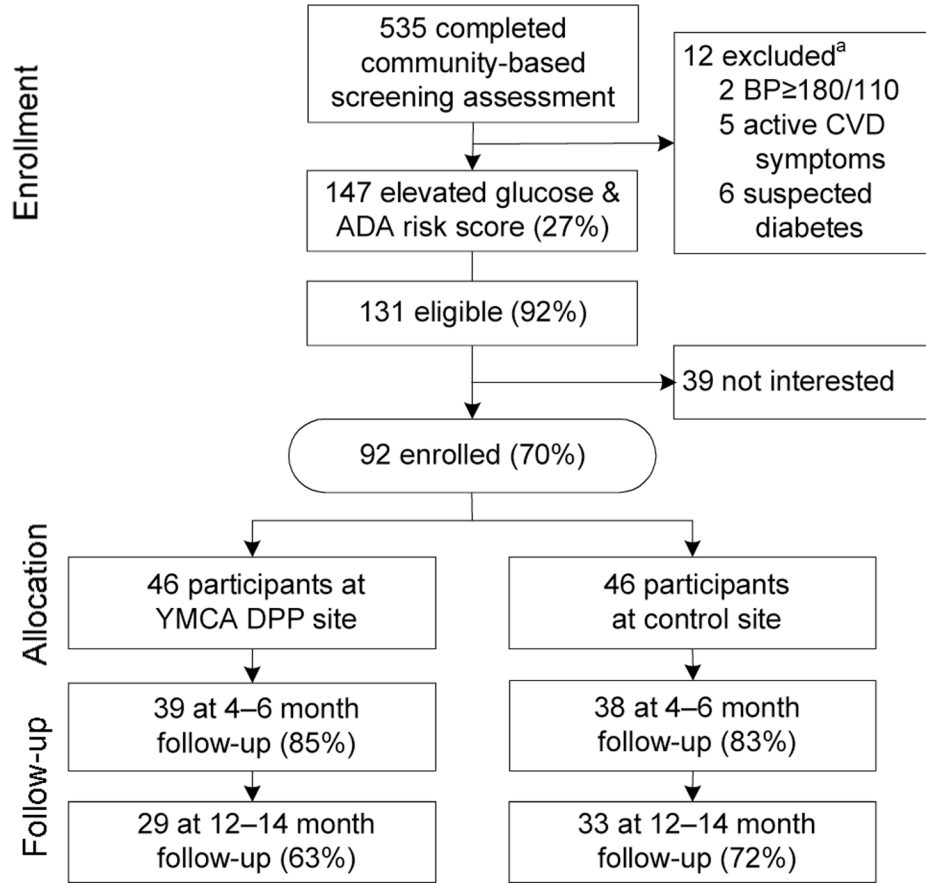 Enrollment
535 completed
community-based
screening assessment
12 excludedᵃ
2 BP≥180/110
5 active CVD
symptoms
6 suspected
diabetes
147 elevated glucose &
ADA risk score (27%)
131 eligible (92%)
39 not interested
92 enrolled (70%)
Allocation
46 participants at
YMCA DPP site
46 participants
at control site
Follow-up
39 at 4–6 month
follow-up (85%)
38 at 4–6 month
follow-up (83%)
29 at 12–14 month
follow-up (63%)
33 at 12–14 month
follow-up (72%)